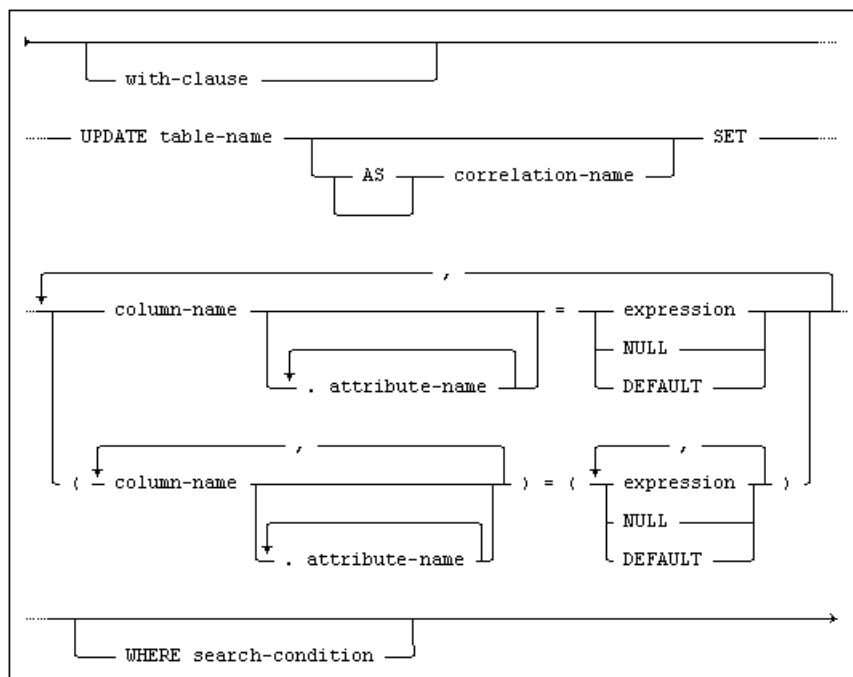 with-clause
UPDATE table-name SET
AS correlation-name
,
column-name = expression
NULL
. attribute-name DEFAULT
, ,
( column-name ) = ( expression )
NULL
. attribute-name DEFAULT
WHERE search-condition